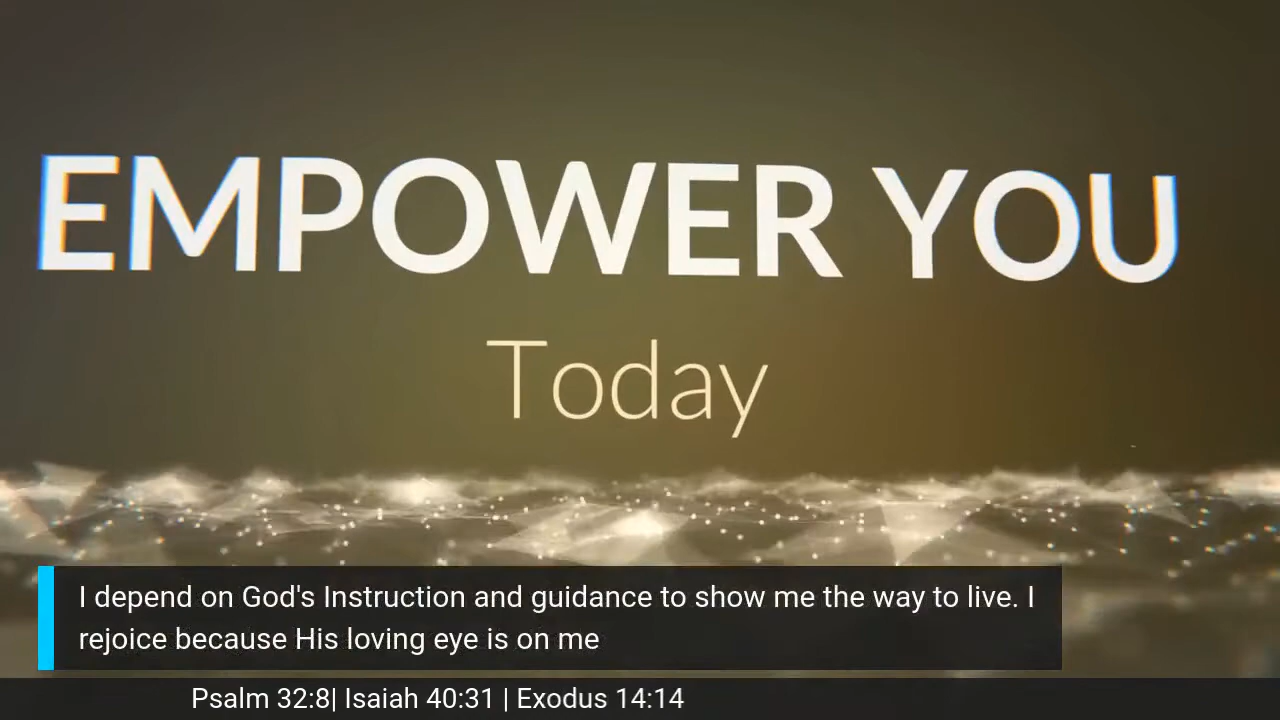 EMPOWER YOU
Today
I depend on God's Instruction and guidance to show me the way to live. I
rejoice because His loving eye is on me
Psalm 32:8| Isaiah 40:31 | Exodus 14:14